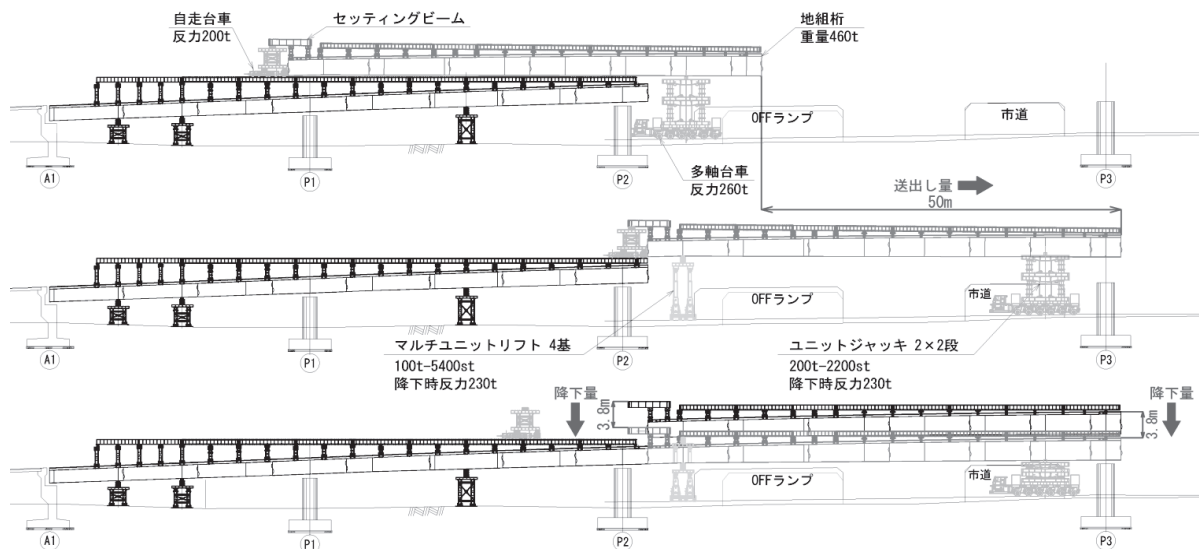 自走台車
反力200t
セッティングビーム
地組桁
重量460t
OFFランプ
市道
A1
P1
P2
P3
多軸台車
反力260t
送出し量
50m
OFFランプ
市道
A1
P1
P2
P3
マルチユニットリフト 4基
100t-5400st
降下時反力230t
ユニットジャッキ 2×2段
200t-2200st
降下時反力230t
降下量
3.8m
降下量
3.8m
OFFランプ
市道
A1
P1
P2
P3